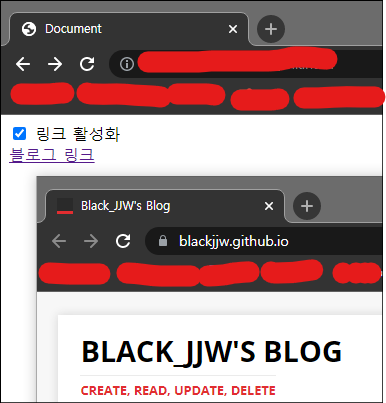 Document
링크 활성화
블로그 링크
Black_JJW's Blog
blackjjw.github.io
BLACK_JJW'S BLOG
CREATE, READ, UPDATE, DELETE